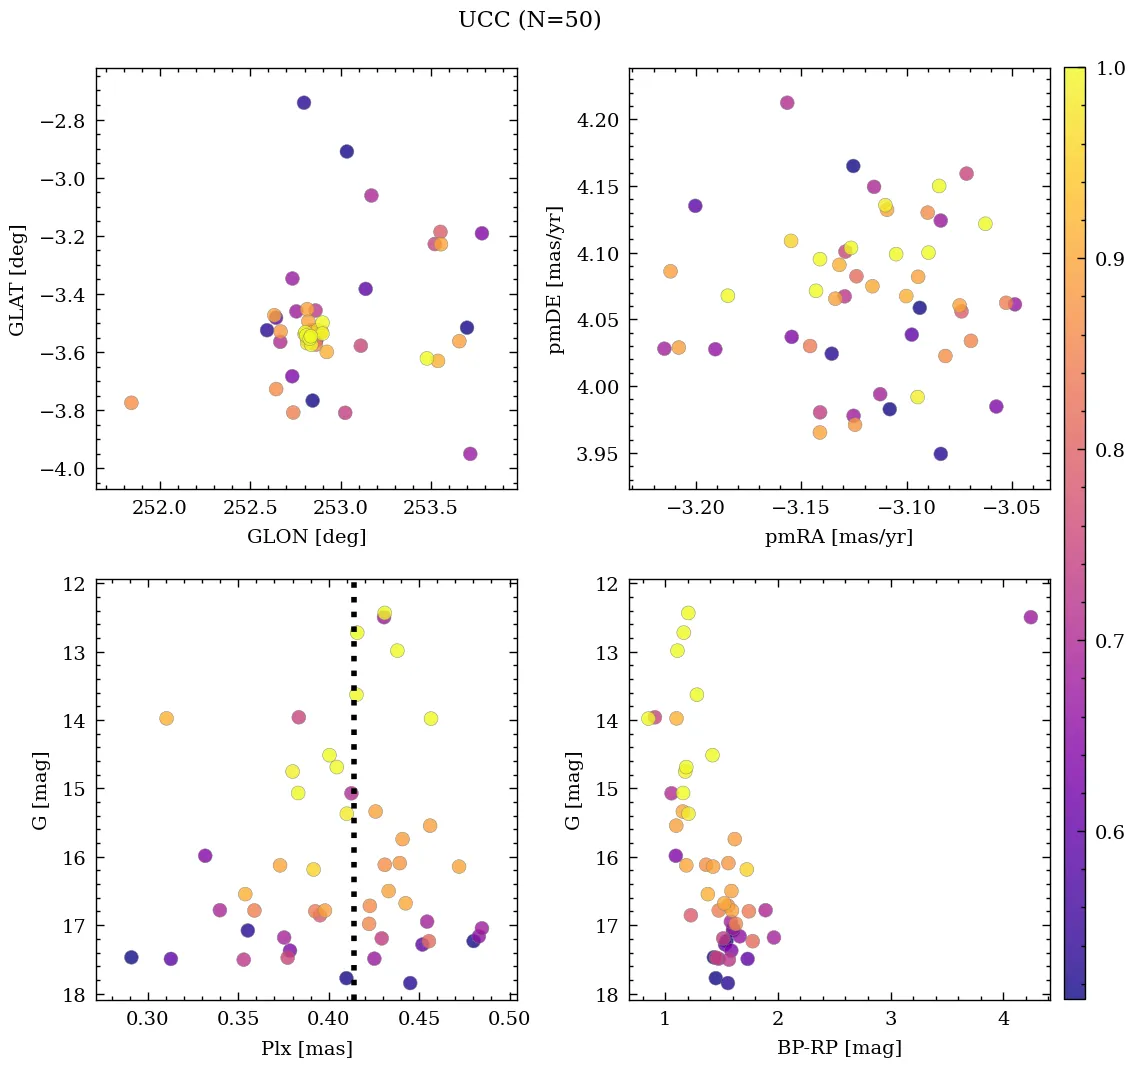 UCC (N=50)
−2.8
−3.0
−3.2
−3.4
−3.6
−3.8
−4.0
GLAT [deg]
252.0 252.5 253.0 253.5
GLON [deg]
4.20
4.15
4.10
4.05
4.00
3.95
pmDE [mas/yr]
−3.20 −3.15 −3.10 −3.05
pmRA [mas/yr]
1.0
0.9
0.8
0.7
0.6
12
13
14
15
16
17
18
G [mag]
0.30 0.35 0.40 0.45 0.50
Plx [mas]
12
13
14
15
16
17
18
G [mag]
1 2 3 4
BP-RP [mag]